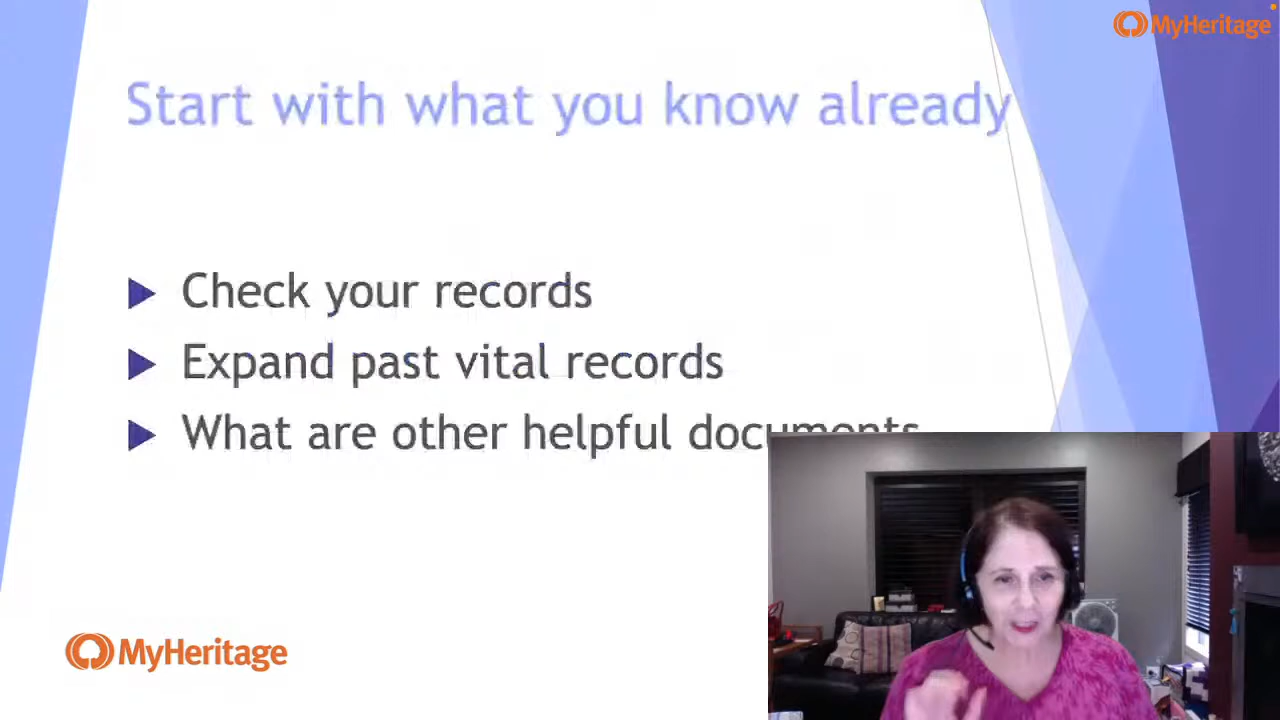 MyHeritage
Start with what you know already
Check your records
Expand past vital records
What are other helpful documents
MyHeritage